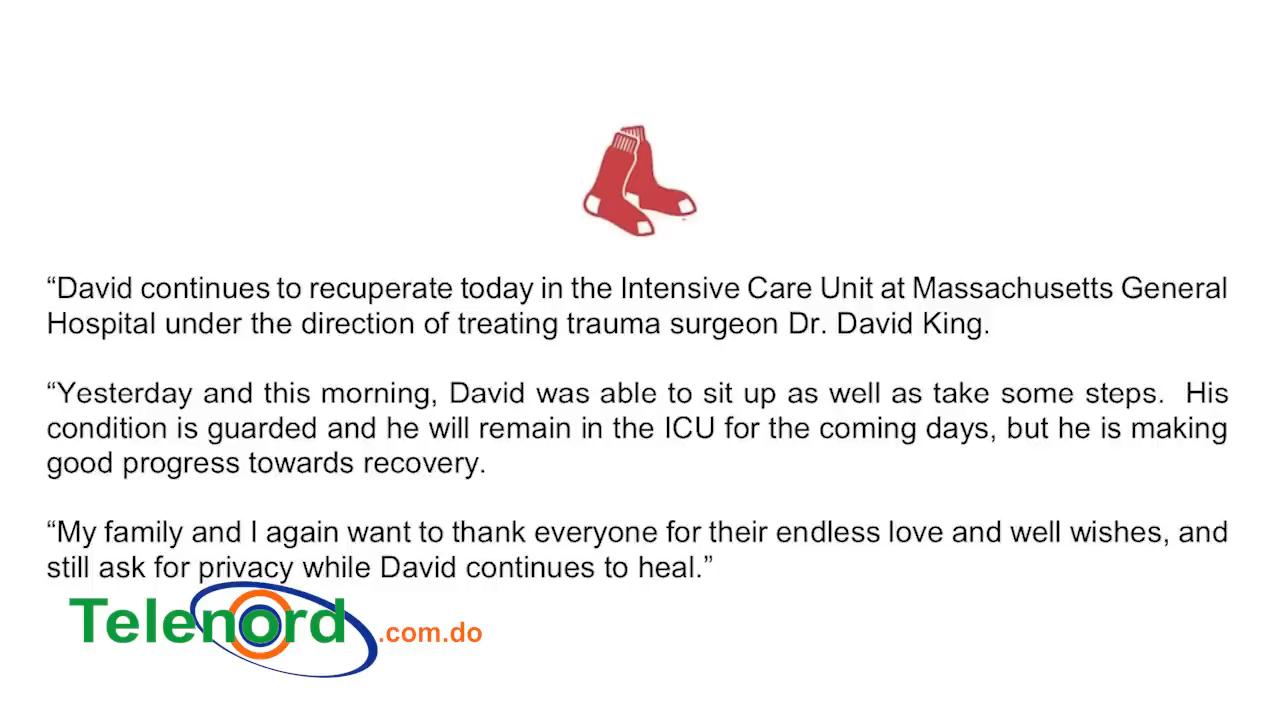 “David continues to recuperate today in the Intensive Care Unit at Massachusetts General
Hospital under the direction of treating trauma surgeon Dr. David King.
“Yesterday and this morning, David was able to sit up as well as take some steps.  His
condition is guarded and he will remain in the ICU for the coming days, but he is making
good progress towards recovery.
“My family and I again want to thank everyone for their endless love and well wishes, and
still ask for privacy while David continues to heal.”
Telenord.com.do